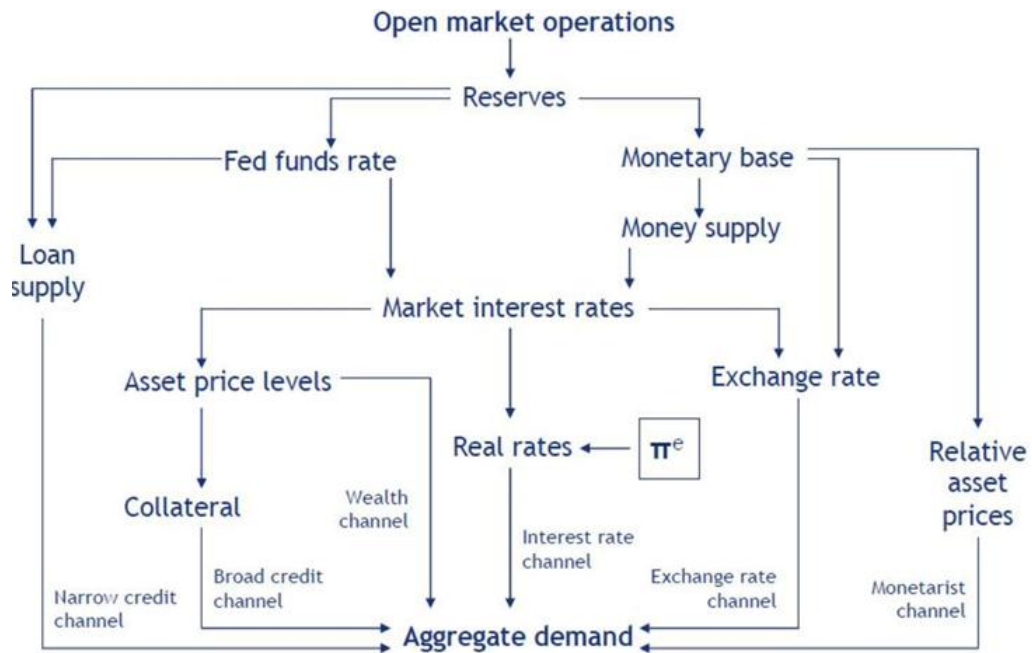 Open market operations
Reserves
Fed funds rate
Monetary base
Money supply
Loan
supply
Market interest rates
Asset price levels
Exchange rate
Real rates
πe
Relative
asset
prices
Collateral
Wealth
channel
Interest rate
channel
Broad credit
channel
Exchange rate
channel
Narrow credit
channel
Monetarist
channel
Aggregate demand